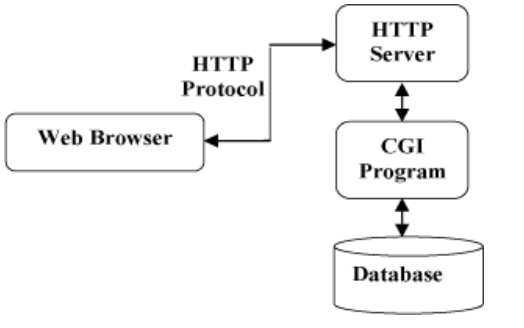 HTTP
Server
HTTP
Protocol
Web Browser
CGI
Program
Database